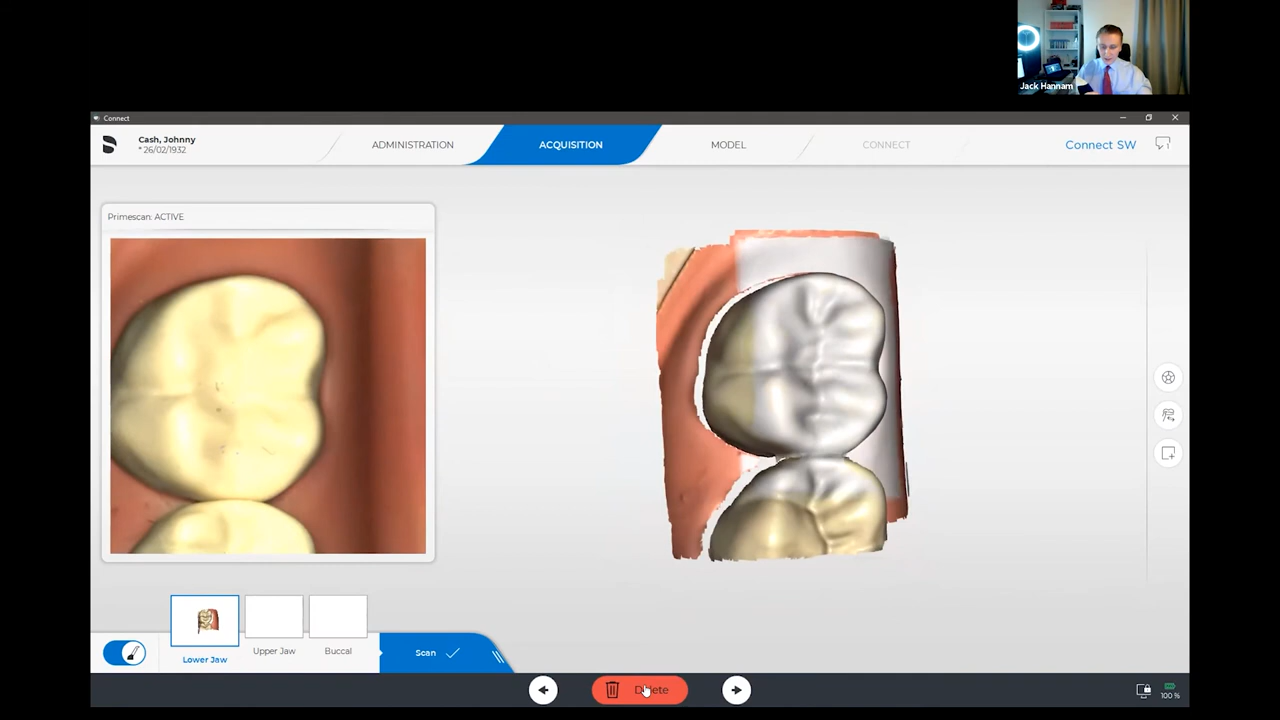 Jack Hannam
Connect
Cash, Johnny
* 26/02/1932
ADMINISTRATION
ACQUISITION
MODEL
CONNECT
Connect SW
Primescan: ACTIVE
Lower Jaw
Upper Jaw
Buccal
Scan
Delete
100 %